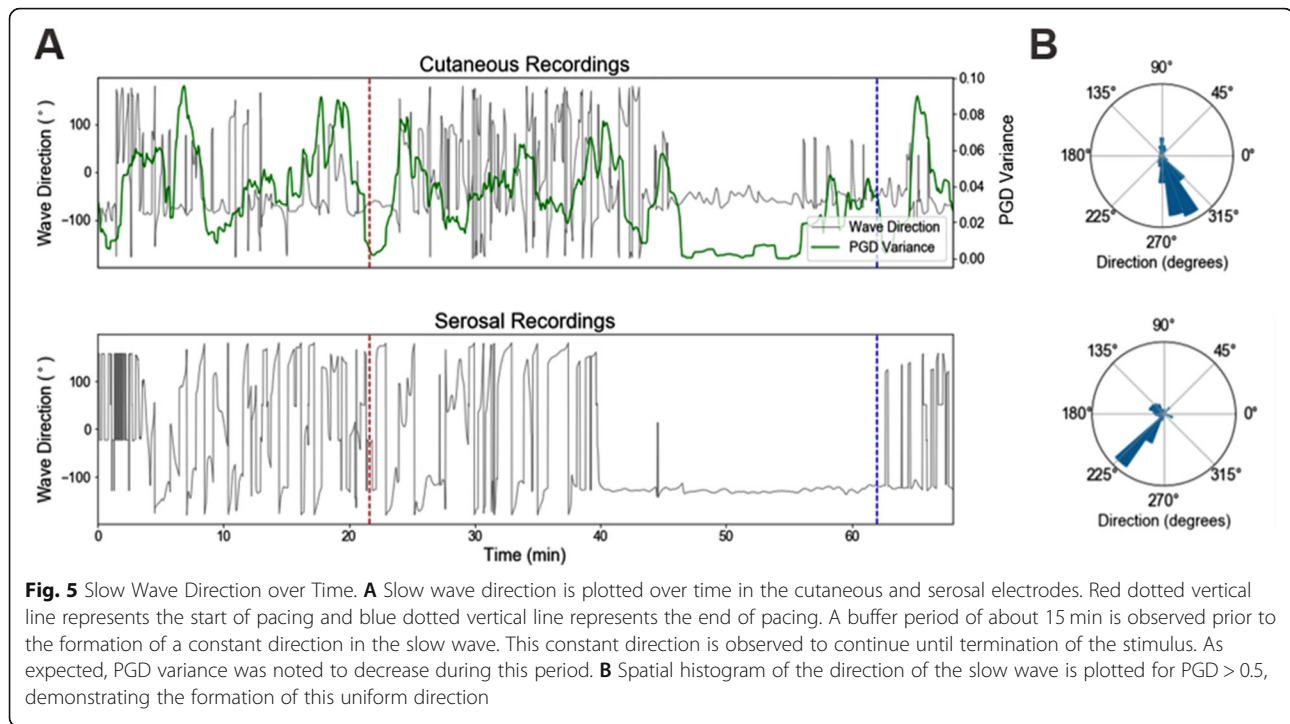 A
B
Cutaneous Recordings
Wave Direction (°)
100
0
−100
0.10
0.08
0.06
0.04
0.02
0.00
PGD Variance
Wave Direction
PGD Variance
90°
135°
45°
180°
0°
225°
315°
270°
Direction (degrees)
Serosal Recordings
Wave Direction (°)
100
0
−100
0
10
20
30
40
50
60
Time (min)
90°
135°
45°
180°
0°
225°
315°
270°
Direction (degrees)
Fig. 5 Slow Wave Direction over Time. A Slow wave direction is plotted over time in the cutaneous and serosal electrodes. Red dotted vertical
line represents the start of pacing and blue dotted vertical line represents the end of pacing. A buffer period of about 15 min is observed prior to
the formation of a constant direction in the slow wave. This constant direction is observed to continue until termination of the stimulus. As
expected, PGD variance was noted to decrease during this period. B Spatial histogram of the direction of the slow wave is plotted for PGD > 0.5,
demonstrating the formation of this uniform direction